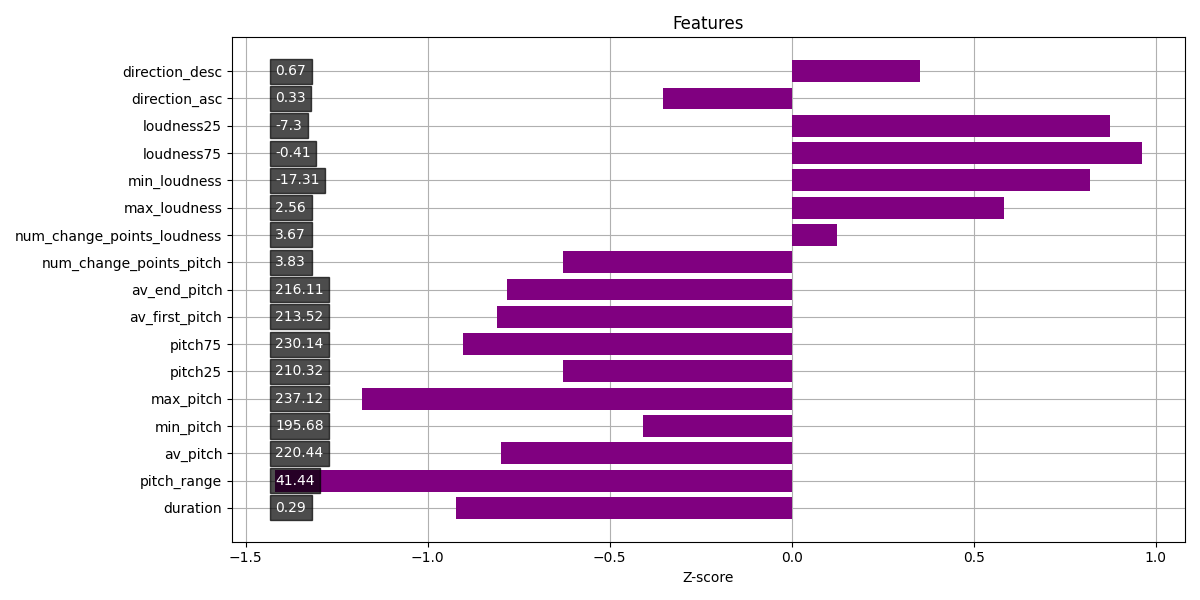 Features
direction_desc 0.67
direction_asc 0.33
loudness25 -7.3
loudness75 -0.41
min_loudness -17.31
max_loudness 2.56
num_change_points_loudness 3.67
num_change_points_pitch 3.83
av_end_pitch 216.11
av_first_pitch 213.52
pitch75 230.14
pitch25 210.32
max_pitch 237.12
min_pitch 195.68
av_pitch 220.44
pitch_range 41.44
duration 0.29
−1.5 −1.0 −0.5 0.0 0.5 1.0
Z-score